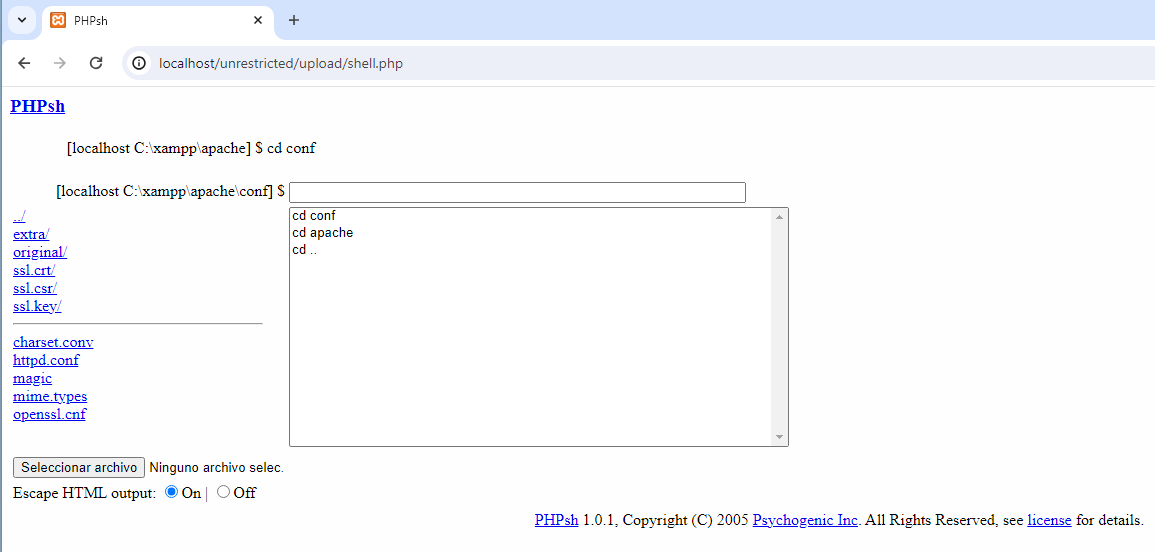 PHPsh
localhost/unrestricted/upload/shell.php
PHPsh
[localhost C:\xampp\apache] $ cd conf
[localhost C:\xampp\apache\conf] $
../
extra/
original/
ssl.crt/
ssl.csr/
ssl.key/
charset.conv
httpd.conf
magic
mime.types
openssl.cnf
cd conf
cd apache
cd ..
Seleccionar archivo Ninguno archivo selec.
Escape HTML output: On | Off
PHPsh 1.0.1, Copyright (C) 2005 Psychogenic Inc. All Rights Reserved, see license for details.